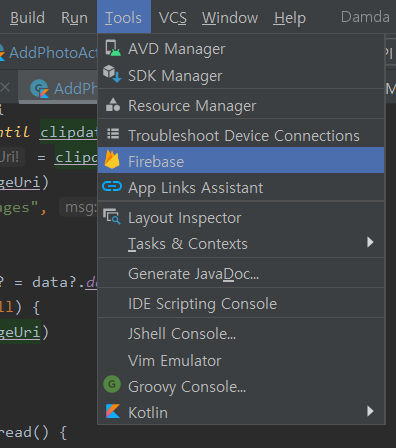 Build Run Tools VCS Window Help Damda
AddPhotoAct
AVD Manager
AddPh
SDK Manager
Resource Manager
ntil clipdat
Troubleshoot Device Connections
Uri! = clipd
Firebase
geUri)
App Links Assistant
ages", msg:
Layout Inspector
Tasks & Contexts
? = data?.d
Generate JavaDoc...
ll) {
IDE Scripting Console
geUri)
JShell Console...
Vim Emulator
Groovy Console...
Kotlin
read() {